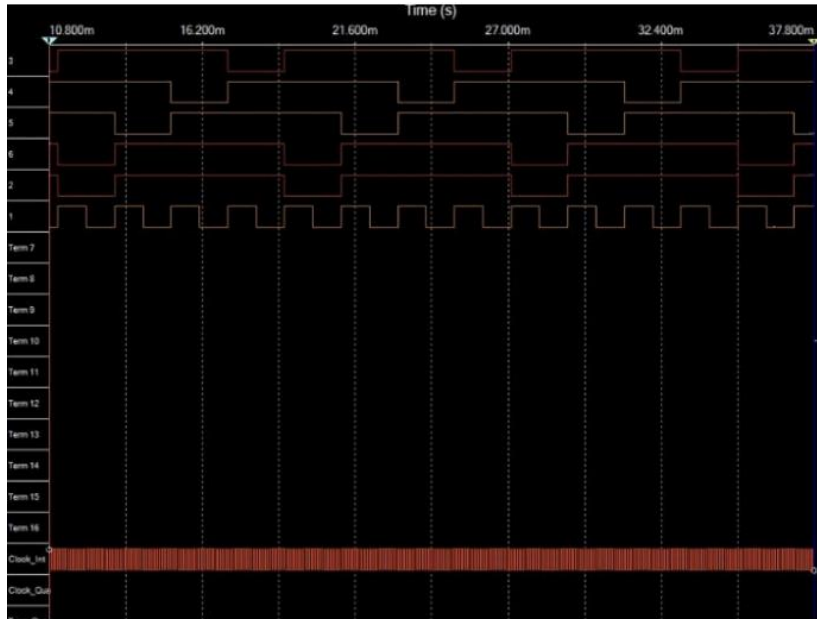 Time (s)
10.800m 16.200m 21.600m 27.000m 32.400m 37.800m
3
4
5
6
2
1
Term 7
Term 8
Term 9
Term 10
Term 11
Term 12
Term 13
Term 14
Term 15
Term 16
Clock_Int
Clock_Qua